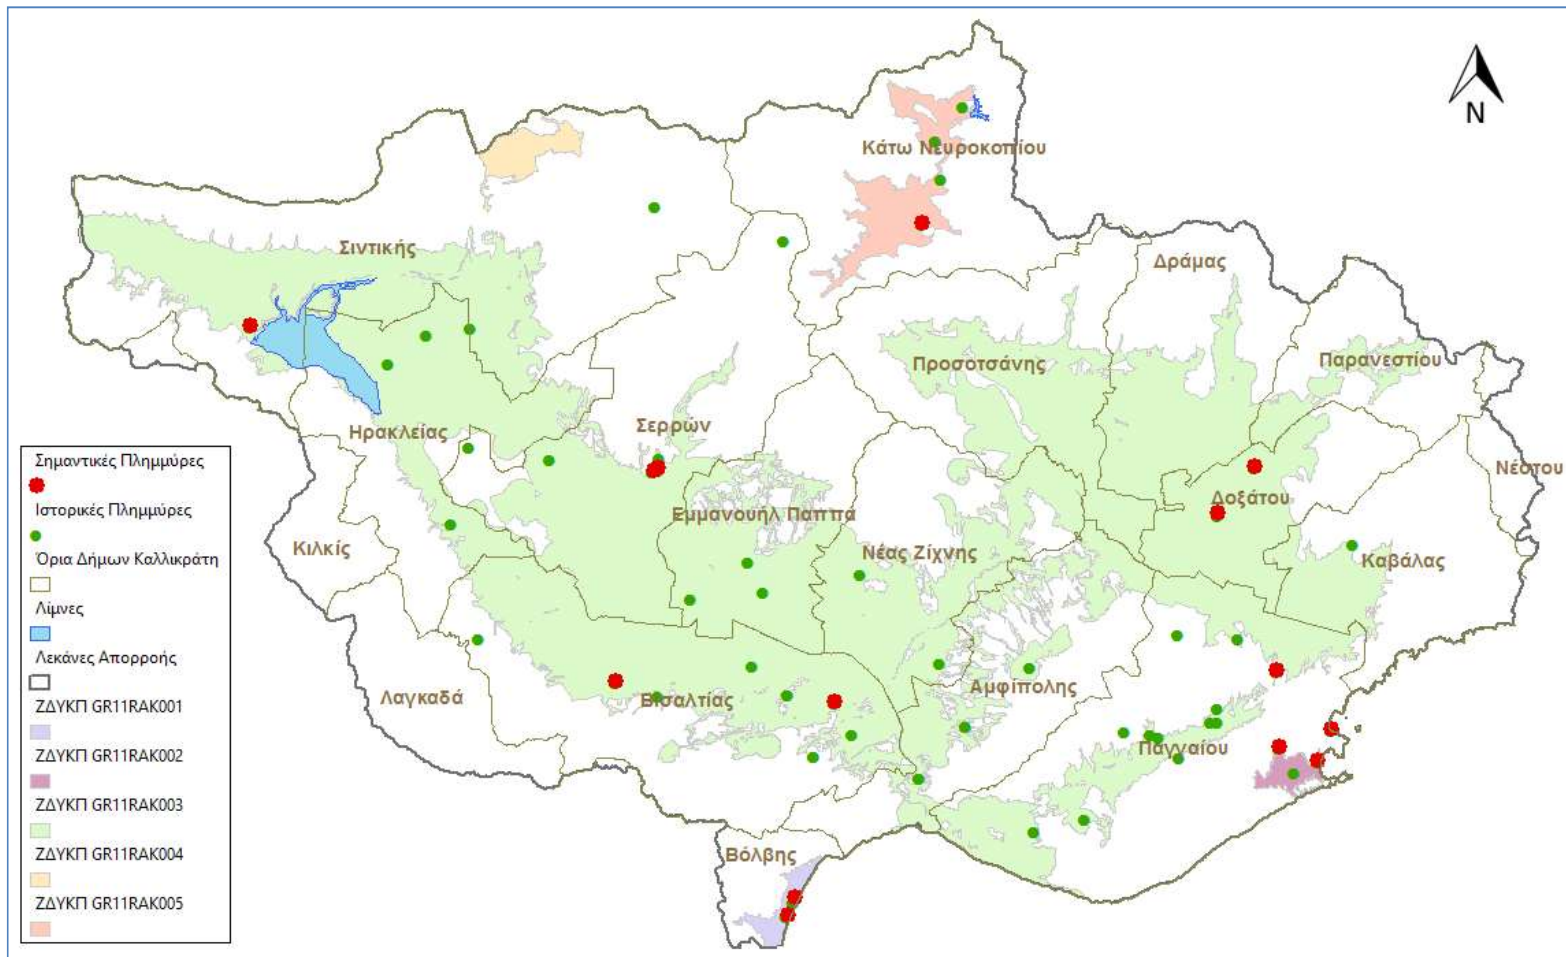 N
Κάτω Νευροκοπίου
Σιντικής
Δράμας
Προσοτσάνης
Παρανεστίου
Ηρακλείας
Σερρών
Νέστου
Δοξάτου
Εμμανουήλ Παππά
Κιλκίς
Νέας Ζίχνης
Καβάλας
Λαγκαδά
Βισαλτίας
Αμφίπολης
Παγγαίου
Βόλβης
Σημαντικές Πλημμύρες
Ιστορικές Πλημμύρες
Όρια Δήμων Καλλικράτη
Λίμνες
Λεκάνες Απορροής
ΖΔΥΚΠ GR11RAK001
ΖΔΥΚΠ GR11RAK002
ΖΔΥΚΠ GR11RAK003
ΖΔΥΚΠ GR11RAK004
ΖΔΥΚΠ GR11RAK005